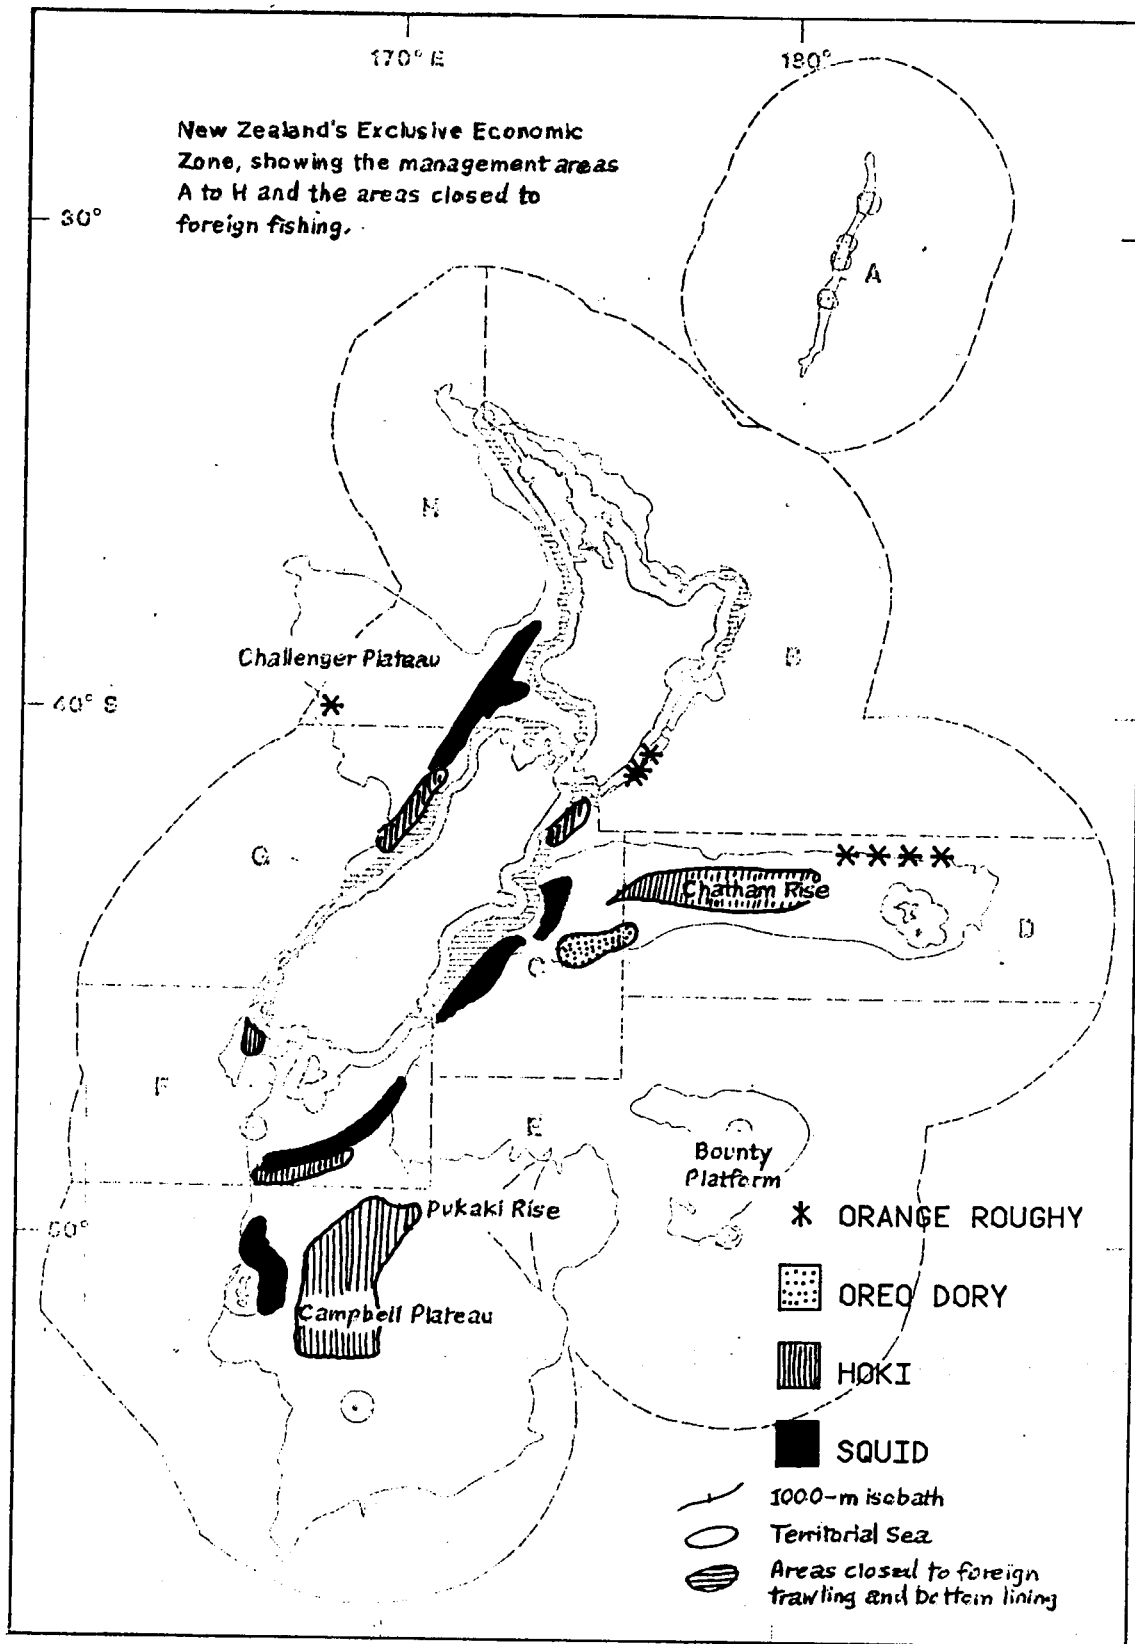 170° E
180°
New Zealand's Exclusive Economic
Zone, showing the management areas
A to H and the areas closed to
foreign fishing.
30°
A
H
B
Challenger Plateau
40° S
G
Chatham Rise
D
C
F
E
Bounty
Platform
Pukaki Rise
50°
Campbell Plateau
ORANGE ROUGHY
OREO DORY
HOKI
SQUID
1000-m isobath
Territorial Sea
Areas closed to foreign
trawling and bottom lining